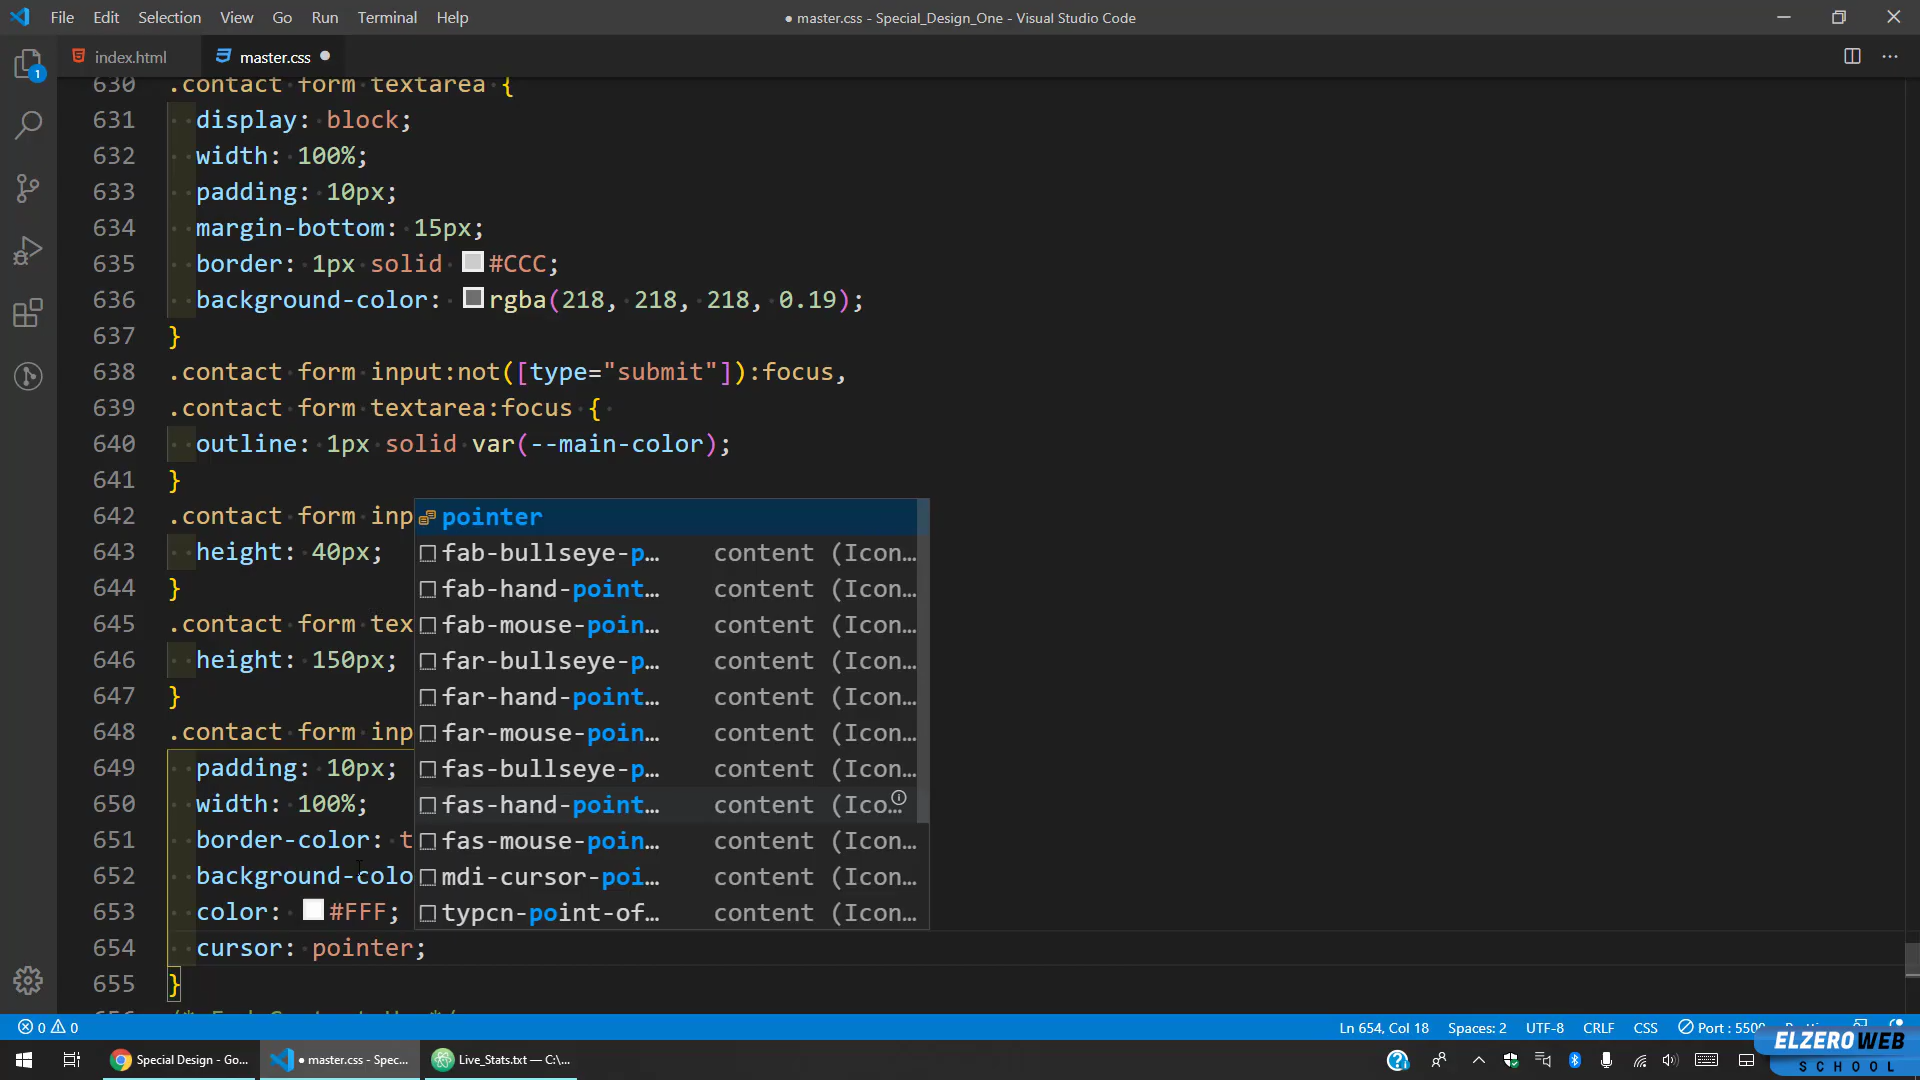 File Edit Selection View Go Run Terminal Help
● master.css - Special_Design_One - Visual Studio Code
index.html
master.css
1
630 .contact form textarea {
631 display: block;
632 width: 100%;
633 padding: 10px;
634 margin-bottom: 15px;
635 border: 1px solid #CCC;
636 background-color: rgba(218, 218, 218, 0.19);
637 }
638 .contact form input:not([type="submit"]):focus,
639 .contact form textarea:focus {
640 outline: 1px solid var(--main-color);
641 }
642 .contact form inp
643 height: 40px;
644 }
645 .contact form tex
646 height: 150px;
647 }
648 .contact form inp
649 padding: 10px;
650 width: 100%;
651 border-color: t
652 background-colo
653 color: #FFF;
654 cursor: pointer;
655 }
pointer
fab-bullseye-p… content (Icon…
fab-hand-point… content (Icon…
fab-mouse-poin… content (Icon…
far-bullseye-p… content (Icon…
far-hand-point… content (Icon…
far-mouse-poin… content (Icon…
fas-bullseye-p… content (Icon…
fas-hand-point… content (Ico…
fas-mouse-poin… content (Icon…
mdi-cursor-poi… content (Icon…
typcn-point-of… content (Icon…
0 0
Ln 654, Col 18 Spaces: 2 UTF-8 CRLF CSS Port : 5500
Special Design - Go...
● master.css - Spec...
Live_Stats.txt — C:\...
ELZEROWEB
SCHOOL